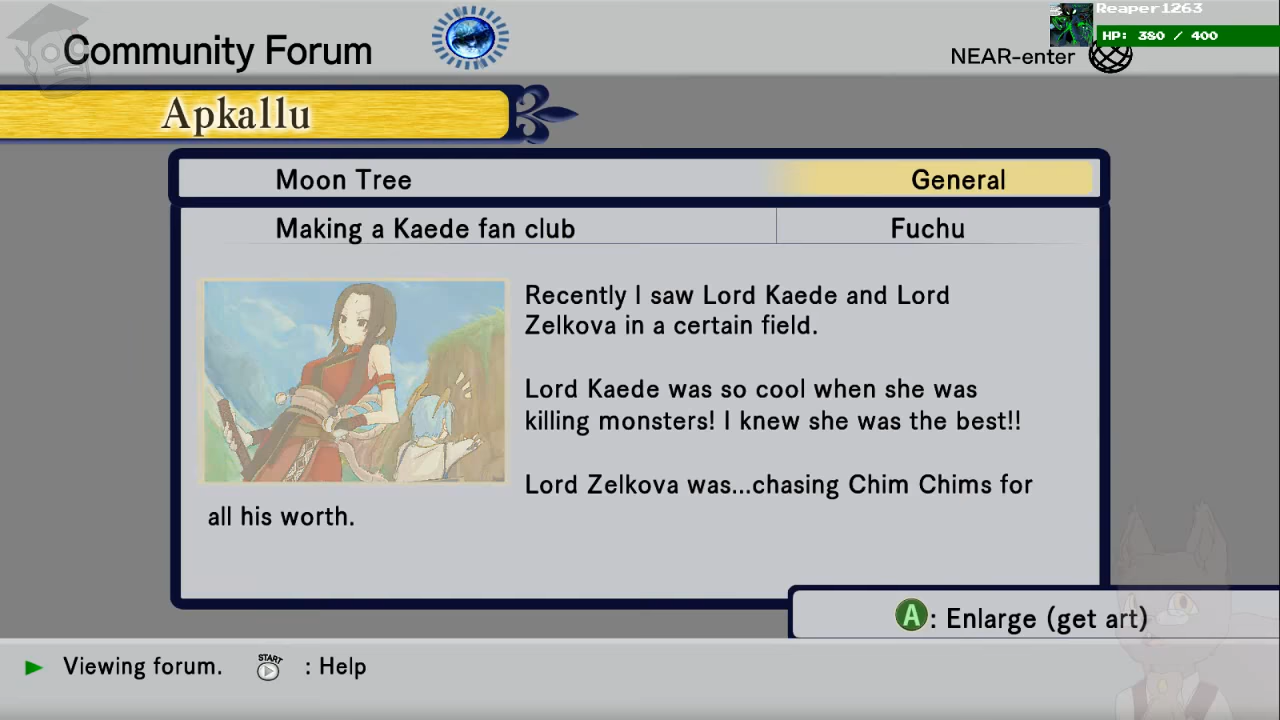 Reaper1263
HP: 380 / 400
Community Forum
NEAR-enter
Apkallu
Moon Tree
General
Making a Kaede fan club
Fuchu
Recently I saw Lord Kaede and Lord
Zelkova in a certain field.
Lord Kaede was so cool when she was
killing monsters! I knew she was the best!!
Lord Zelkova was...chasing Chim Chims for
all his worth.
A: Enlarge (get art)
Viewing forum.
START
: Help